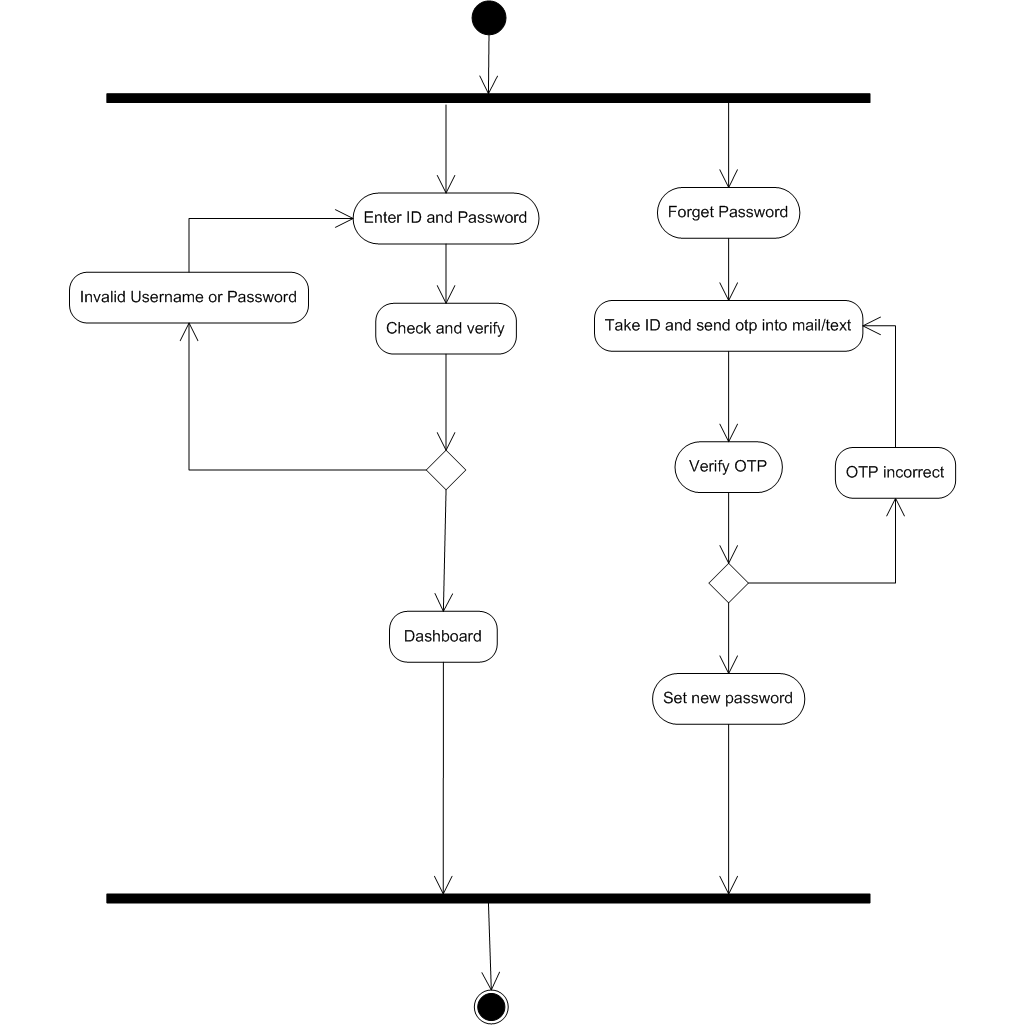 Enter ID and Password
Forget Password
Invalid Username or Password
Check and verify
Take ID and send otp into mail/text
Verify OTP
OTP incorrect
Dashboard
Set new password